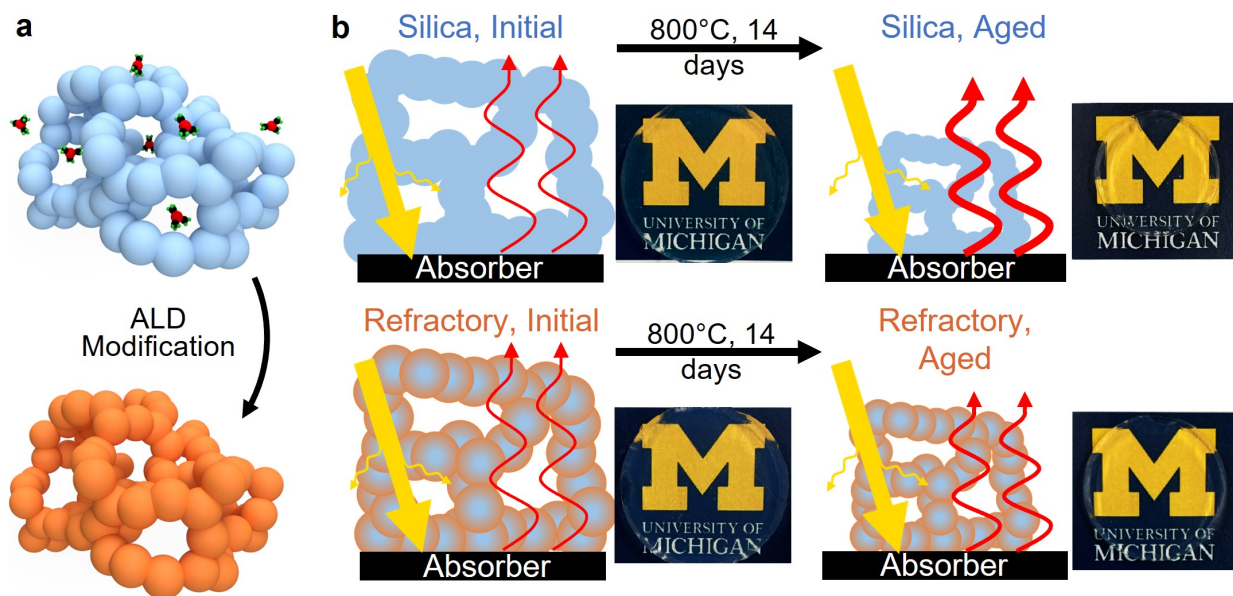 a
ALD
Modification
b
Silica, Initial
800°C, 14
days
Silica, Aged
M
UNIVERSITY OF
MICHIGAN
M
UNIVERSITY OF
MICHIGAN
Absorber
Absorber
Refractory, Initial
800°C, 14
days
Refractory,
Aged
M
UNIVERSITY OF
MICHIGAN
M
UNIVERSITY OF
MICHIGAN
Absorber
Absorber